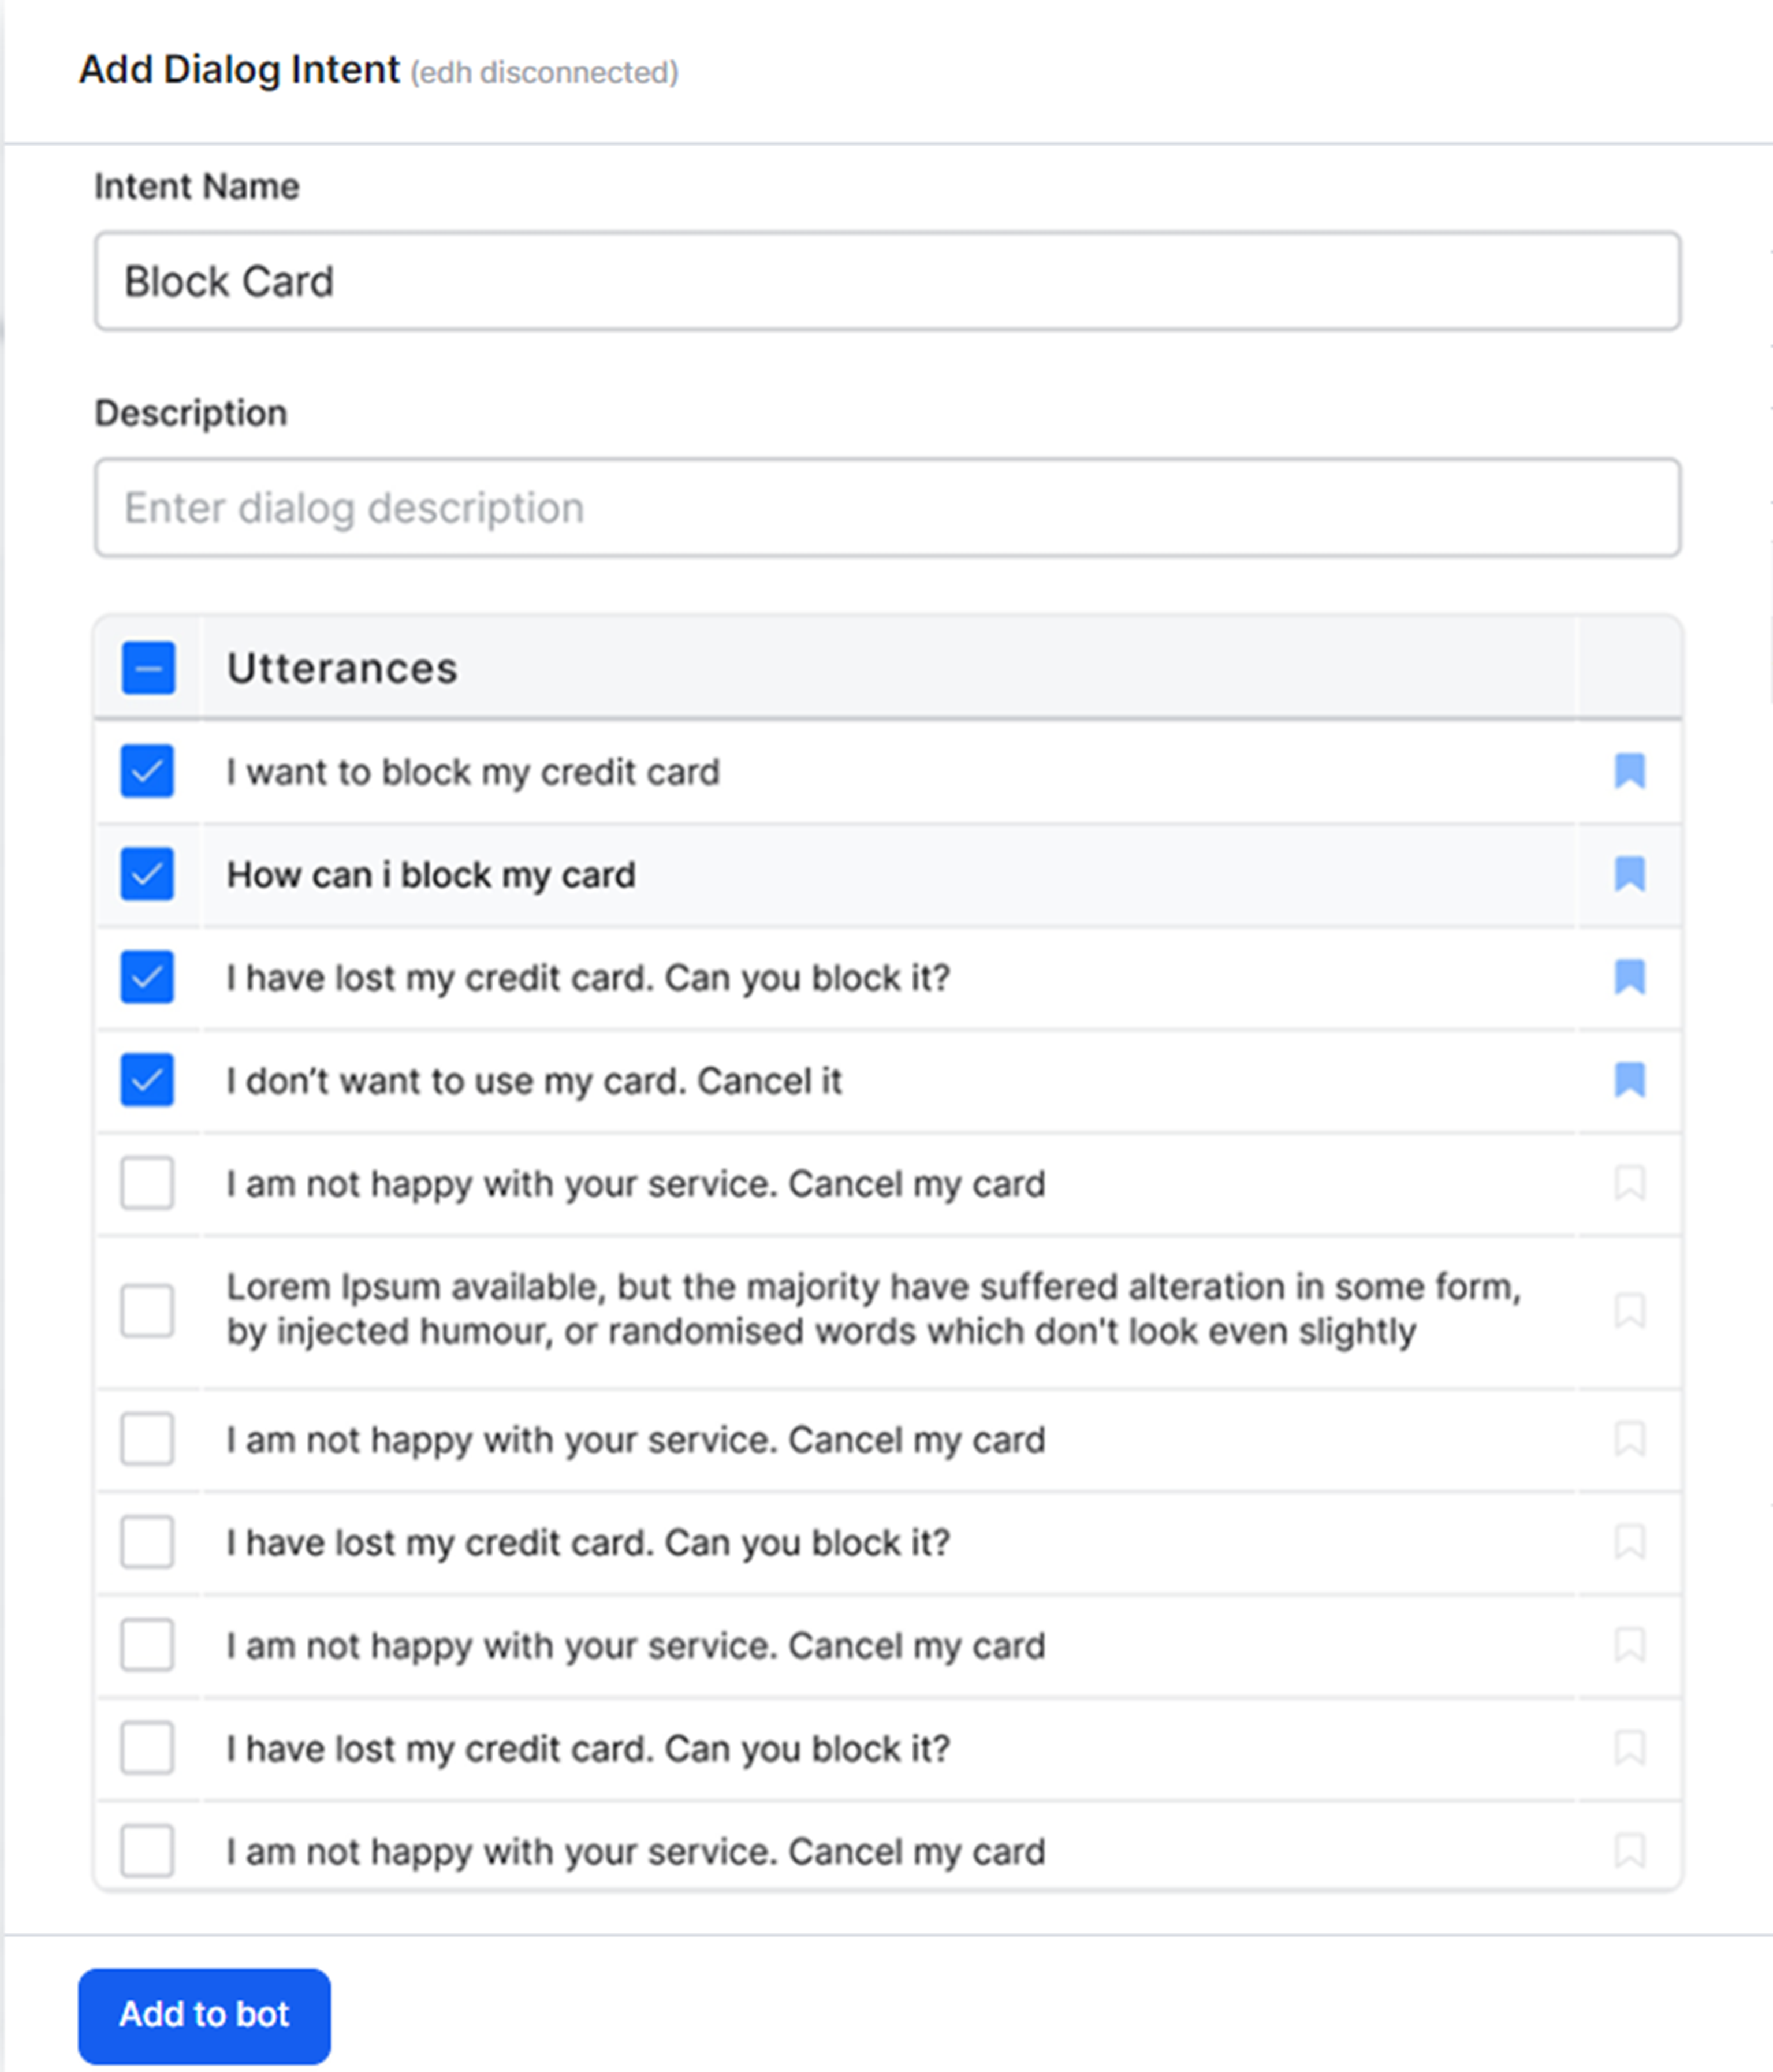 Add Dialog Intent (edh disconnected)
Intent Name
Block Card
Description
Enter dialog description
Utterances
I want to block my credit card
How can i block my card
I have lost my credit card. Can you block it?
I don’t want to use my card. Cancel it
I am not happy with your service. Cancel my card
Lorem Ipsum available, but the majority have suffered alteration in some form,
by injected humour, or randomised words which don't look even slightly
I am not happy with your service. Cancel my card
I have lost my credit card. Can you block it?
I am not happy with your service. Cancel my card
I have lost my credit card. Can you block it?
I am not happy with your service. Cancel my card
Add to bot